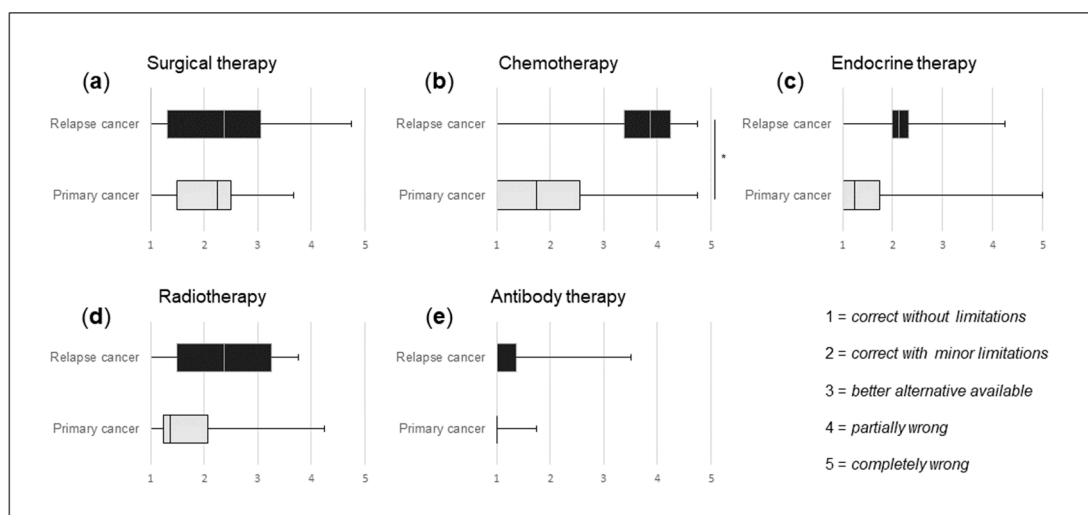 (a)
Surgical therapy
Relapse cancer
Primary cancer
1 2 3 4 5
(b)
Chemotherapy
Relapse cancer
Primary cancer
*
1 2 3 4 5
(c)
Endocrine therapy
Relapse cancer
Primary cancer
1 2 3 4 5
(d)
Radiotherapy
Relapse cancer
Primary cancer
1 2 3 4 5
(e)
Antibody therapy
Relapse cancer
Primary cancer
1 2 3 4 5
1 = correct without limitations
2 = correct with minor limitations
3 = better alternative available
4 = partially wrong
5 = completely wrong